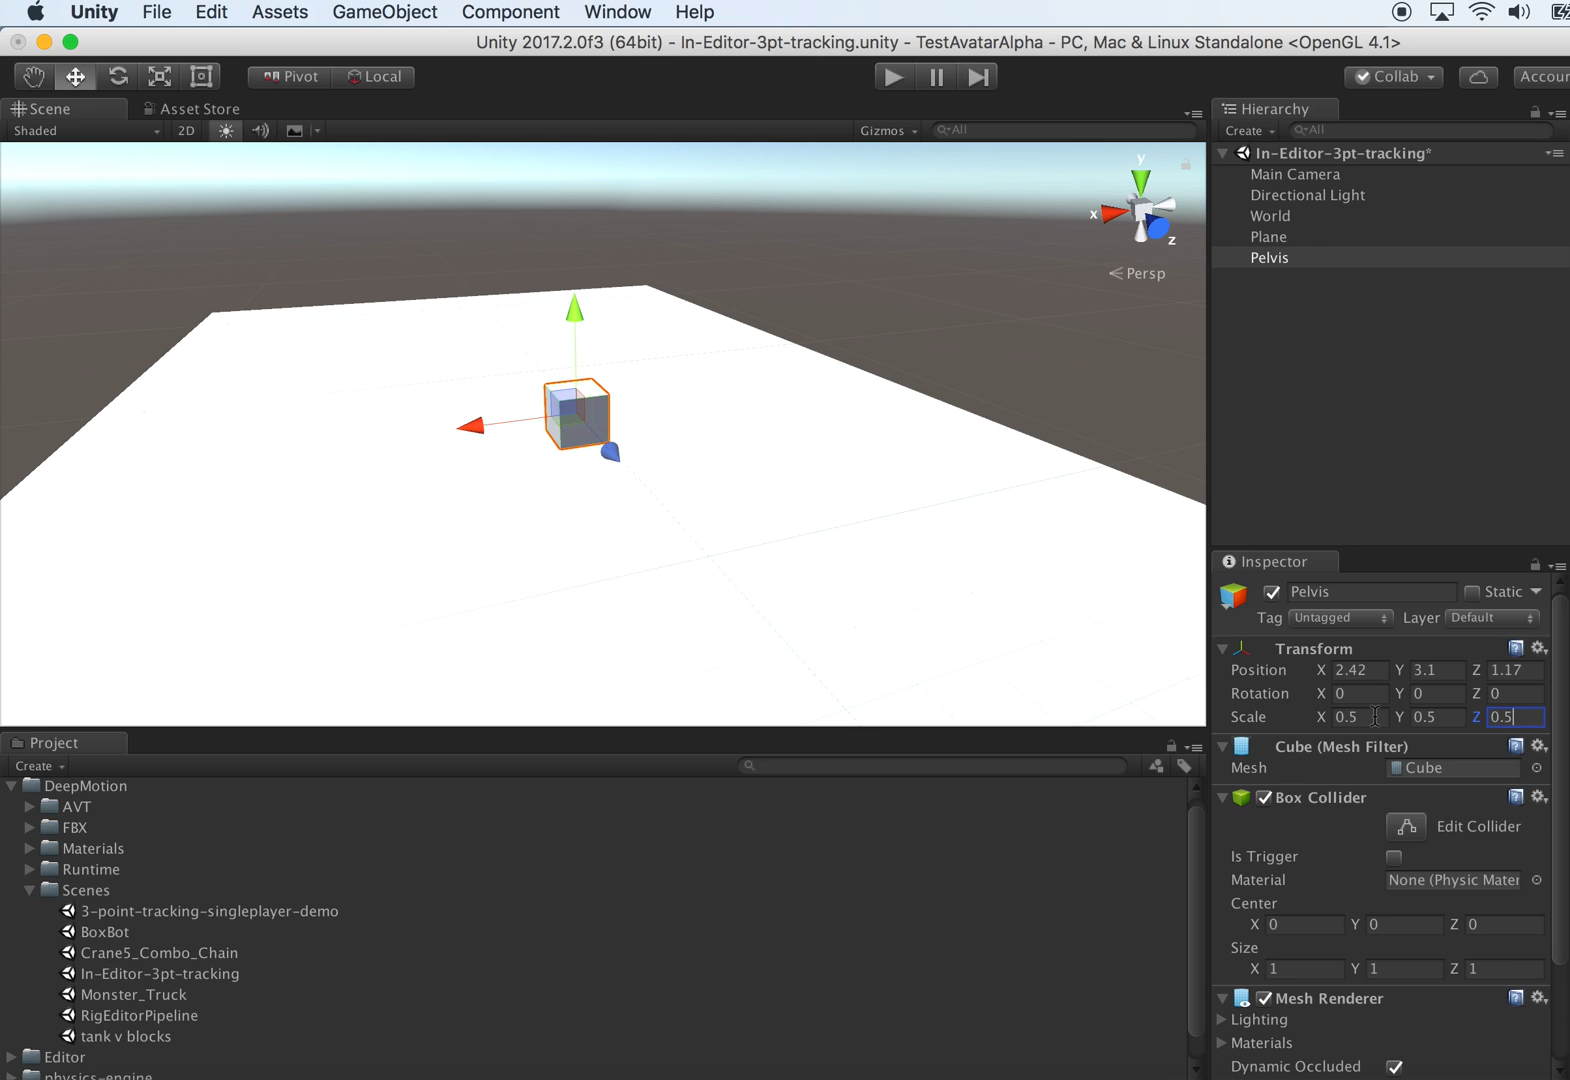 Unity File Edit Assets GameObject Component Window Help
Unity 2017.2.0f3 (64bit) - In-Editor-3pt-tracking.unity - TestAvatarAlpha - PC, Mac & Linux Standalone <OpenGL 4.1>
Pivot Local Collab Accour
Scene Asset Store
Shaded 2D Gizmos All
y
x
z
Persp
Hierarchy
Create All
In-Editor-3pt-tracking*
Main Camera
Directional Light
World
Plane
Pelvis
Inspector
Pelvis Static
Tag Untagged Layer Default
Transform
Position X 2.42 Y 3.1 Z 1.17
Rotation X 0 Y 0 Z 0
Scale X 0.5 Y 0.5 Z 0.5
Cube (Mesh Filter)
Mesh Cube
Box Collider
Edit Collider
Is Trigger
Material None (Physic Mater
Center
X 0 Y 0 Z 0
Size
X 1 Y 1 Z 1
Mesh Renderer
Lighting
Materials
Dynamic Occluded
Project
Create
DeepMotion
AVT
FBX
Materials
Runtime
Scenes
3-point-tracking-singleplayer-demo
BoxBot
Crane5_Combo_Chain
In-Editor-3pt-tracking
Monster_Truck
RigEditorPipeline
tank v blocks
Editor
physics-engine